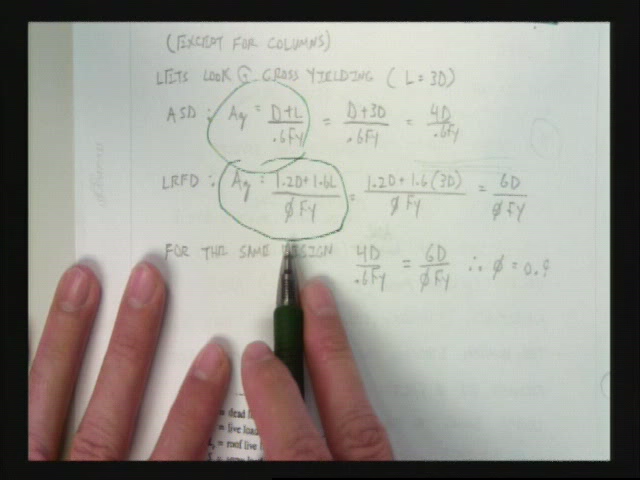 (EXCEPT FOR COLUMNS)
LETS LOOK @ GROSS YIELDING (L = 3D)
ASD : Ag = D+L / .6Fy = D+3D / .6Fy = 4D / .6Fy
LRFD : Ag = 1.2D+1.6L / φFy = 1.2D+1.6(3D) / φFy = 6D / φFy
FOR THE SAME DESIGN 4D / .6Fy = 6D / φFy ∴ φ = 0.9
= dead
= live load
= roof live